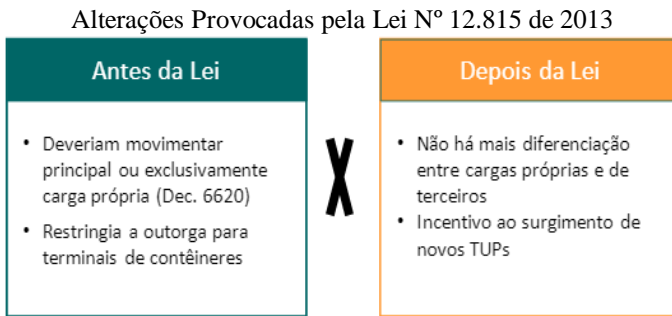 Alterações Provocadas pela Lei Nº 12.815 de 2013
Antes da Lei
• Deveriam movimentar
principal ou exclusivamente
carga própria (Dec. 6620)
• Restringia a outorga para
terminais de contêineres
X
Depois da Lei
• Não há mais diferenciação
entre cargas próprias e de
terceiros
• Incentivo ao surgimento de
novos TUPs